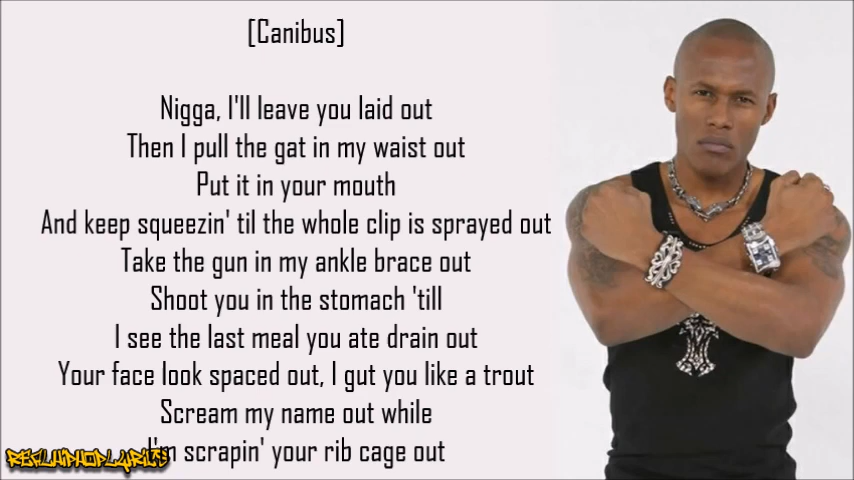 [Canibus]
Nigga, I'll leave you laid out
Then I pull the gat in my waist out
Put it in your mouth
And keep squeezin' til the whole clip is sprayed out
Take the gun in my ankle brace out
Shoot you in the stomach 'till
I see the last meal you ate drain out
Your face look spaced out, I gut you like a trout
Scream my name out while
I'm scrapin' your rib cage out
REALHIPHOPLYRICS